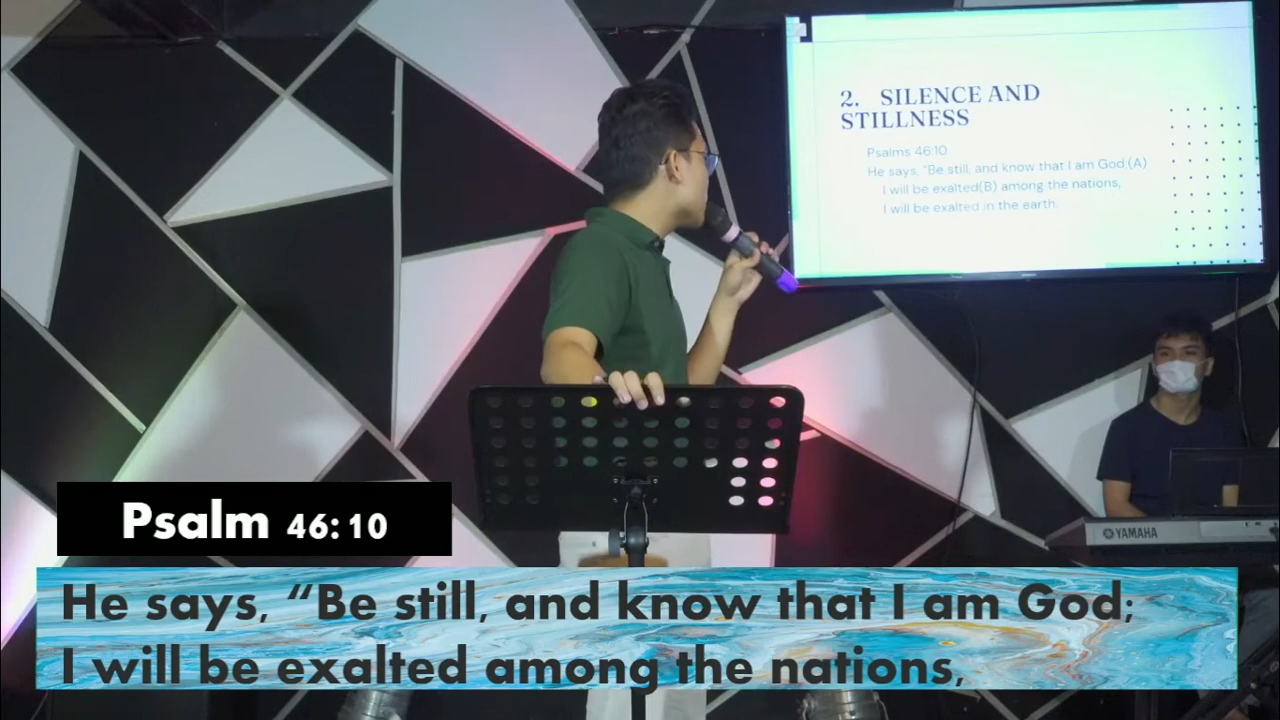 2. SILENCE AND
STILLNESS
Psalms 46:10
He says, "Be still, and know that I am God;(A)
I will be exalted(B) among the nations,
I will be exalted in the earth.
YAMAHA
Psalm 46:10
He says, “Be still, and know that I am God;
I will be exalted among the nations,